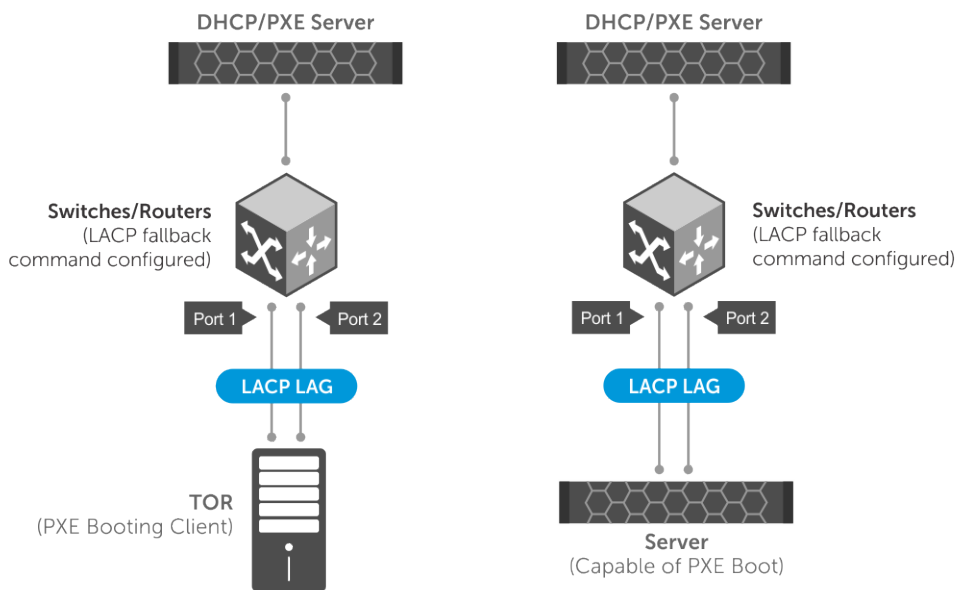 DHCP/PXE Server
Switches/Routers
(LACP fallback
command configured)
Port 1
Port 2
LACP LAG
TOR
(PXE Booting Client)
DHCP/PXE Server
Switches/Routers
(LACP fallback
command configured)
Port 1
Port 2
LACP LAG
Server
(Capable of PXE Boot)